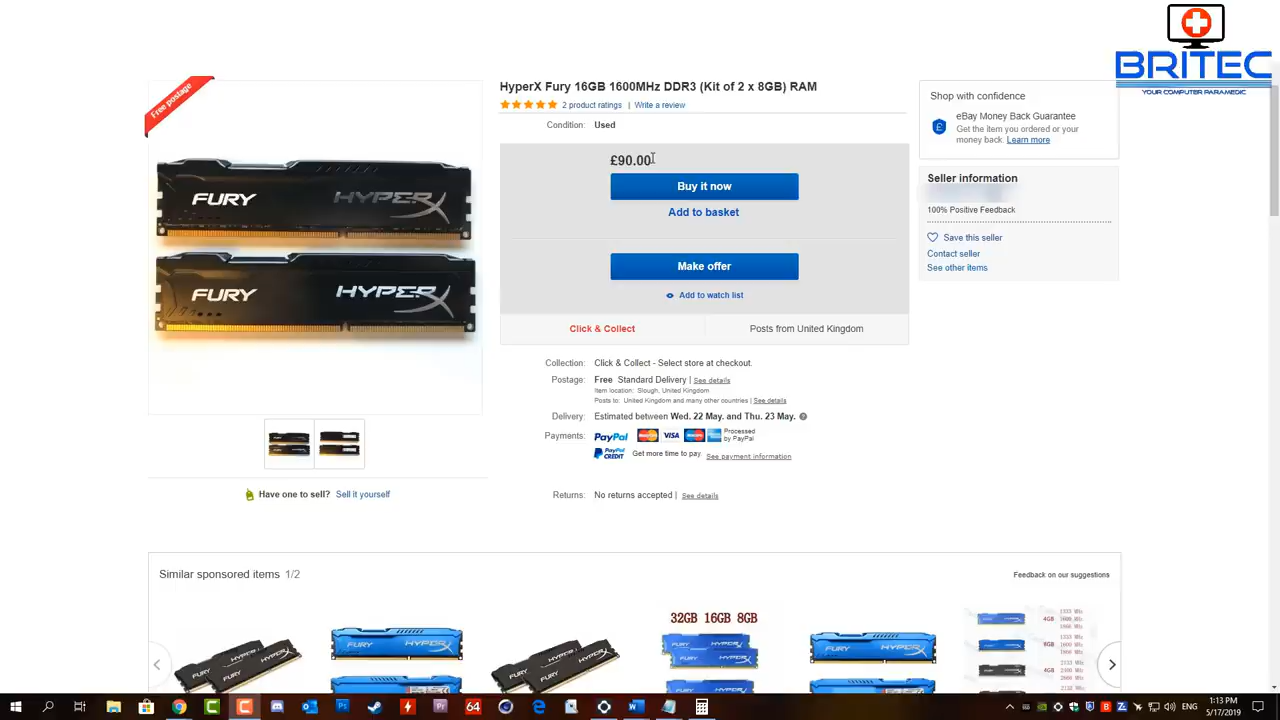 BRITEC
YOUR COMPUTER PARAMEDIC
Free postage
HyperX Fury 16GB 1600MHz DDR3 (Kit of 2 x 8GB) RAM
2 product ratings | Write a review
Condition: Used
£90.00
Buy it now
Add to basket
Make offer
Add to watch list
Click & Collect
Posts from United Kingdom
FURY HYPERX
FURY HYPERX
Collection: Click & Collect - Select store at checkout.
Postage: Free Standard Delivery | See details
Item location: Slough, United Kingdom
Posts to: United Kingdom and many other countries | See details
Delivery: Estimated between Wed. 22 May. and Thu. 23 May.
Payments: PayPal VISA Processed by PayPal
PayPal CREDIT Get more time to pay. See payment information
Returns: No returns accepted | See details
Shop with confidence
eBay Money Back Guarantee
Get the item you ordered or your
money back. Learn more
Seller information
100% Positive Feedback
Save this seller
Contact seller
See other items
Have one to sell? Sell it yourself
Similar sponsored items 1/2
Feedback on our suggestions
FURY HYPERX
32GB 16GB 8GB
FURY HYPERX
4GB
8GB
4GB
1:13 PM
5/17/2019